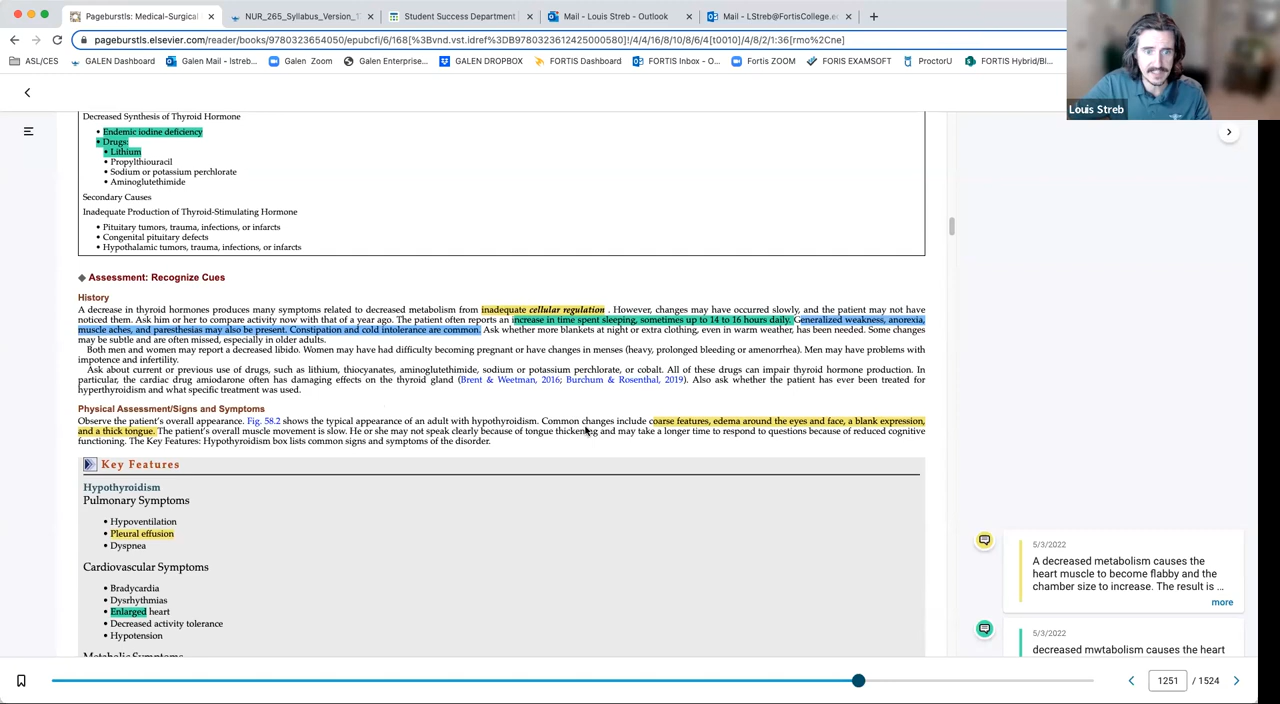 Pageburstls: Medical-Surgical
NUR_265_Syllabus_Version_1
Student Success Department
Mail - Louis Streb - Outlook
Mail - LStreb@FortisCollege.e
pageburstls.elsevier.com/reader/books/9780323654050/epubcfi/6/168[%3Bvnd.vst.idref%3DB9780323612425000580]!/4/4/16/8/10/8/6/4[t0010]/4/8/2/1:36[rmo%2Cne]
ASL/CES
GALEN Dashboard
Galen Mail - lstreb...
Galen Zoom
Galen Enterprise...
GALEN DROPBOX
FORTIS Dashboard
FORTIS Inbox - O...
Fortis ZOOM
FORIS EXAMSOFT
ProctorU
FORTIS Hybrid/Bl...
Louis Streb
Decreased Synthesis of Thyroid Hormone
• Endemic iodine deficiency
• Drugs:
• Lithium
• Propylthiouracil
• Sodium or potassium perchlorate
• Aminoglutethimide
Secondary Causes
Inadequate Production of Thyroid-Stimulating Hormone
• Pituitary tumors, trauma, infections, or infarcts
• Congenital pituitary defects
• Hypothalamic tumors, trauma, infections, or infarcts
◆ Assessment: Recognize Cues
History
A decrease in thyroid hormones produces many symptoms related to decreased metabolism from inadequate cellular regulation . However, changes may have occurred slowly, and the patient may not have
noticed them. Ask him or her to compare activity now with that of a year ago. The patient often reports an increase in time spent sleeping, sometimes up to 14 to 16 hours daily. Generalized weakness, anorexia,
muscle aches, and paresthesias may also be present. Constipation and cold intolerance are common. Ask whether more blankets at night or extra clothing, even in warm weather, has been needed. Some changes
may be subtle and are often missed, especially in older adults.
Both men and women may report a decreased libido. Women may have had difficulty becoming pregnant or have changes in menses (heavy, prolonged bleeding or amenorrhea). Men may have problems with
impotence and infertility.
Ask about current or previous use of drugs, such as lithium, thiocyanates, aminoglutethimide, sodium or potassium perchlorate, or cobalt. All of these drugs can impair thyroid hormone production. In
particular, the cardiac drug amiodarone often has damaging effects on the thyroid gland (Brent & Weetman, 2016; Burchum & Rosenthal, 2019). Also ask whether the patient has ever been treated for
hyperthyroidism and what specific treatment was used.
Physical Assessment/Signs and Symptoms
Observe the patient's overall appearance. Fig. 58.2 shows the typical appearance of an adult with hypothyroidism. Common changes include coarse features, edema around the eyes and face, a blank expression,
and a thick tongue. The patient's overall muscle movement is slow. He or she may not speak clearly because of tongue thickening and may take a longer time to respond to questions because of reduced cognitive
functioning. The Key Features: Hypothyroidism box lists common signs and symptoms of the disorder.
Key Features
Hypothyroidism
Pulmonary Symptoms
• Hypoventilation
• Pleural effusion
• Dyspnea
Cardiovascular Symptoms
• Bradycardia
• Dysrhythmias
• Enlarged heart
• Decreased activity tolerance
• Hypotension
Metabolic Symptoms
5/3/2022
A decreased metabolism causes the
heart muscle to become flabby and the
chamber size to increase. The result is ...
more
5/3/2022
decreased mwtabolism causes the heart
1251 / 1524